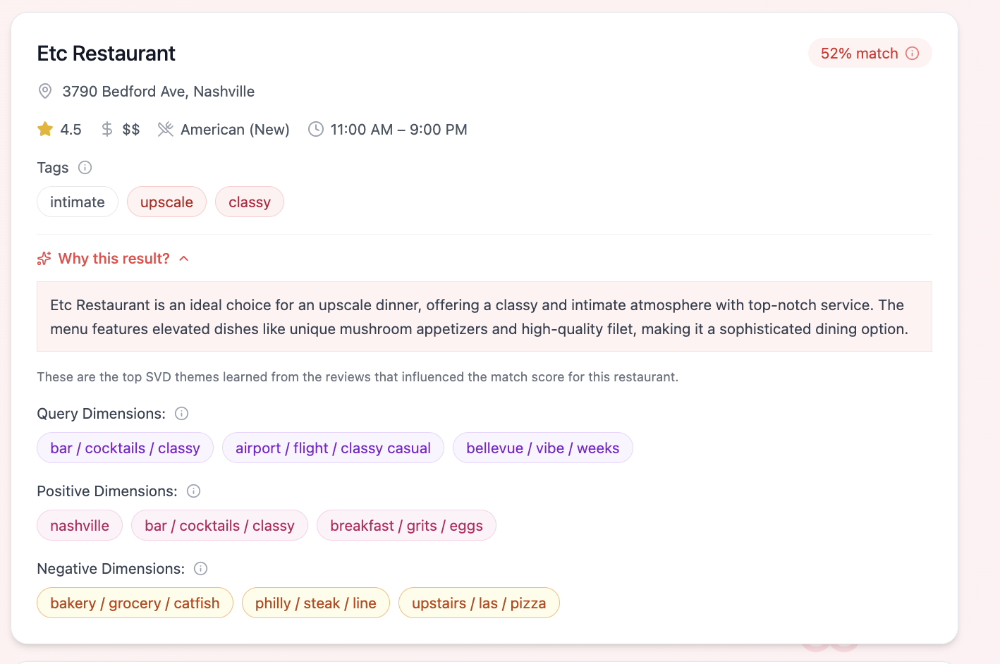 Etc Restaurant
52% match
3790 Bedford Ave, Nashville
4.5 $ $$ American (New) 11:00 AM – 9:00 PM
Tags
intimate upscale classy
Why this result?
Etc Restaurant is an ideal choice for an upscale dinner, offering a classy and intimate atmosphere with top-notch service. The
menu features elevated dishes like unique mushroom appetizers and high-quality filet, making it a sophisticated dining option.
These are the top SVD themes learned from the reviews that influenced the match score for this restaurant.
Query Dimensions:
bar / cocktails / classy airport / flight / classy casual bellevue / vibe / weeks
Positive Dimensions:
nashville bar / cocktails / classy breakfast / grits / eggs
Negative Dimensions:
bakery / grocery / catfish philly / steak / line upstairs / las / pizza